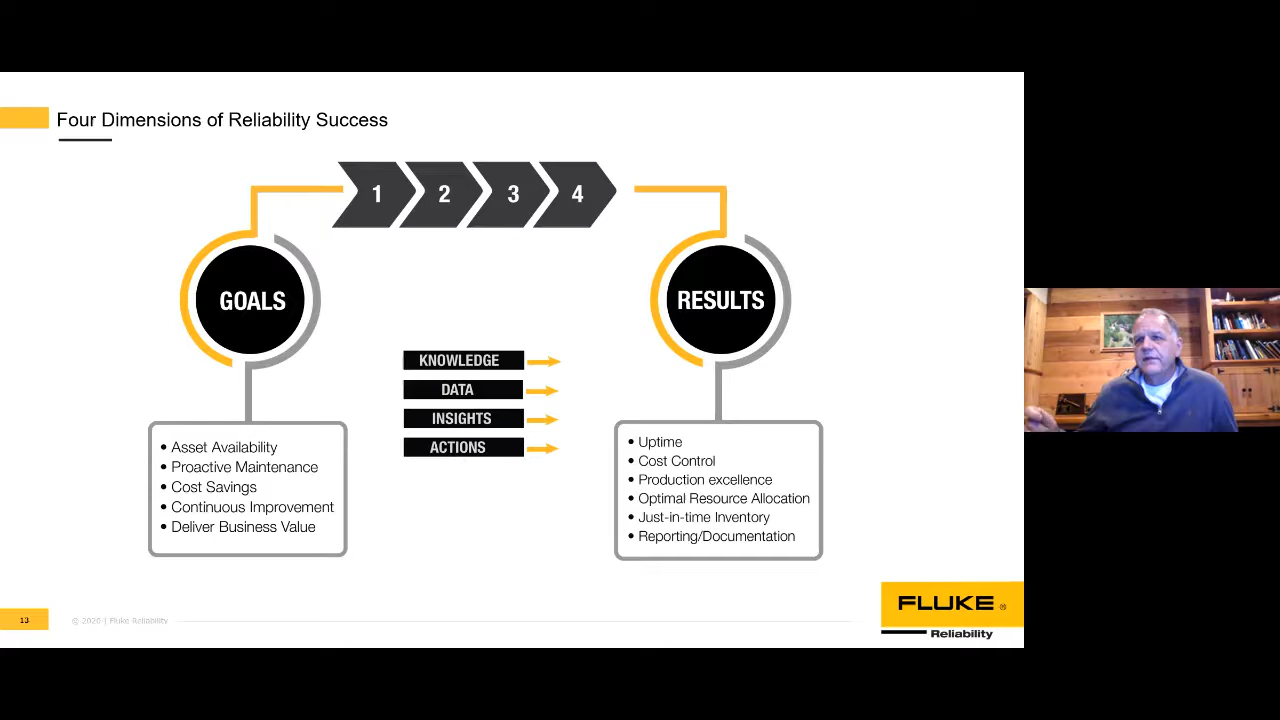 Four Dimensions of Reliability Success
1 2 3 4
GOALS
RESULTS
KNOWLEDGE
DATA
INSIGHTS
ACTIONS
• Asset Availability
• Proactive Maintenance
• Cost Savings
• Continuous Improvement
• Deliver Business Value
• Uptime
• Cost Control
• Production excellence
• Optimal Resource Allocation
• Just-in-time Inventory
• Reporting/Documentation
13
© 2020 | Fluke Reliability
FLUKE ®
Reliability